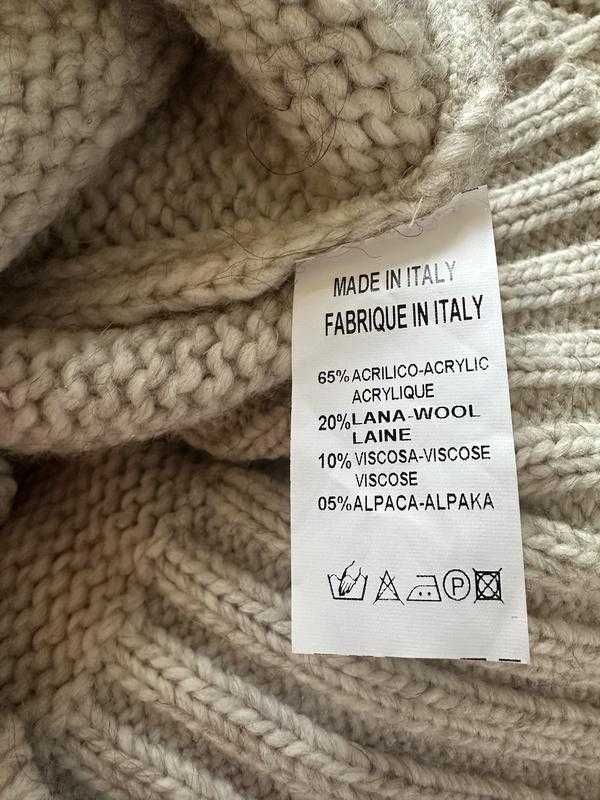 MADE IN ITALY
FABRIQUE IN ITALY
65% ACRILICO-ACRYLIC
ACRYLIQUE
20% LANA-WOOL
LAINE
10% VISCOSA-VISCOSE
VISCOSE
05% ALPACA-ALPAKA
P